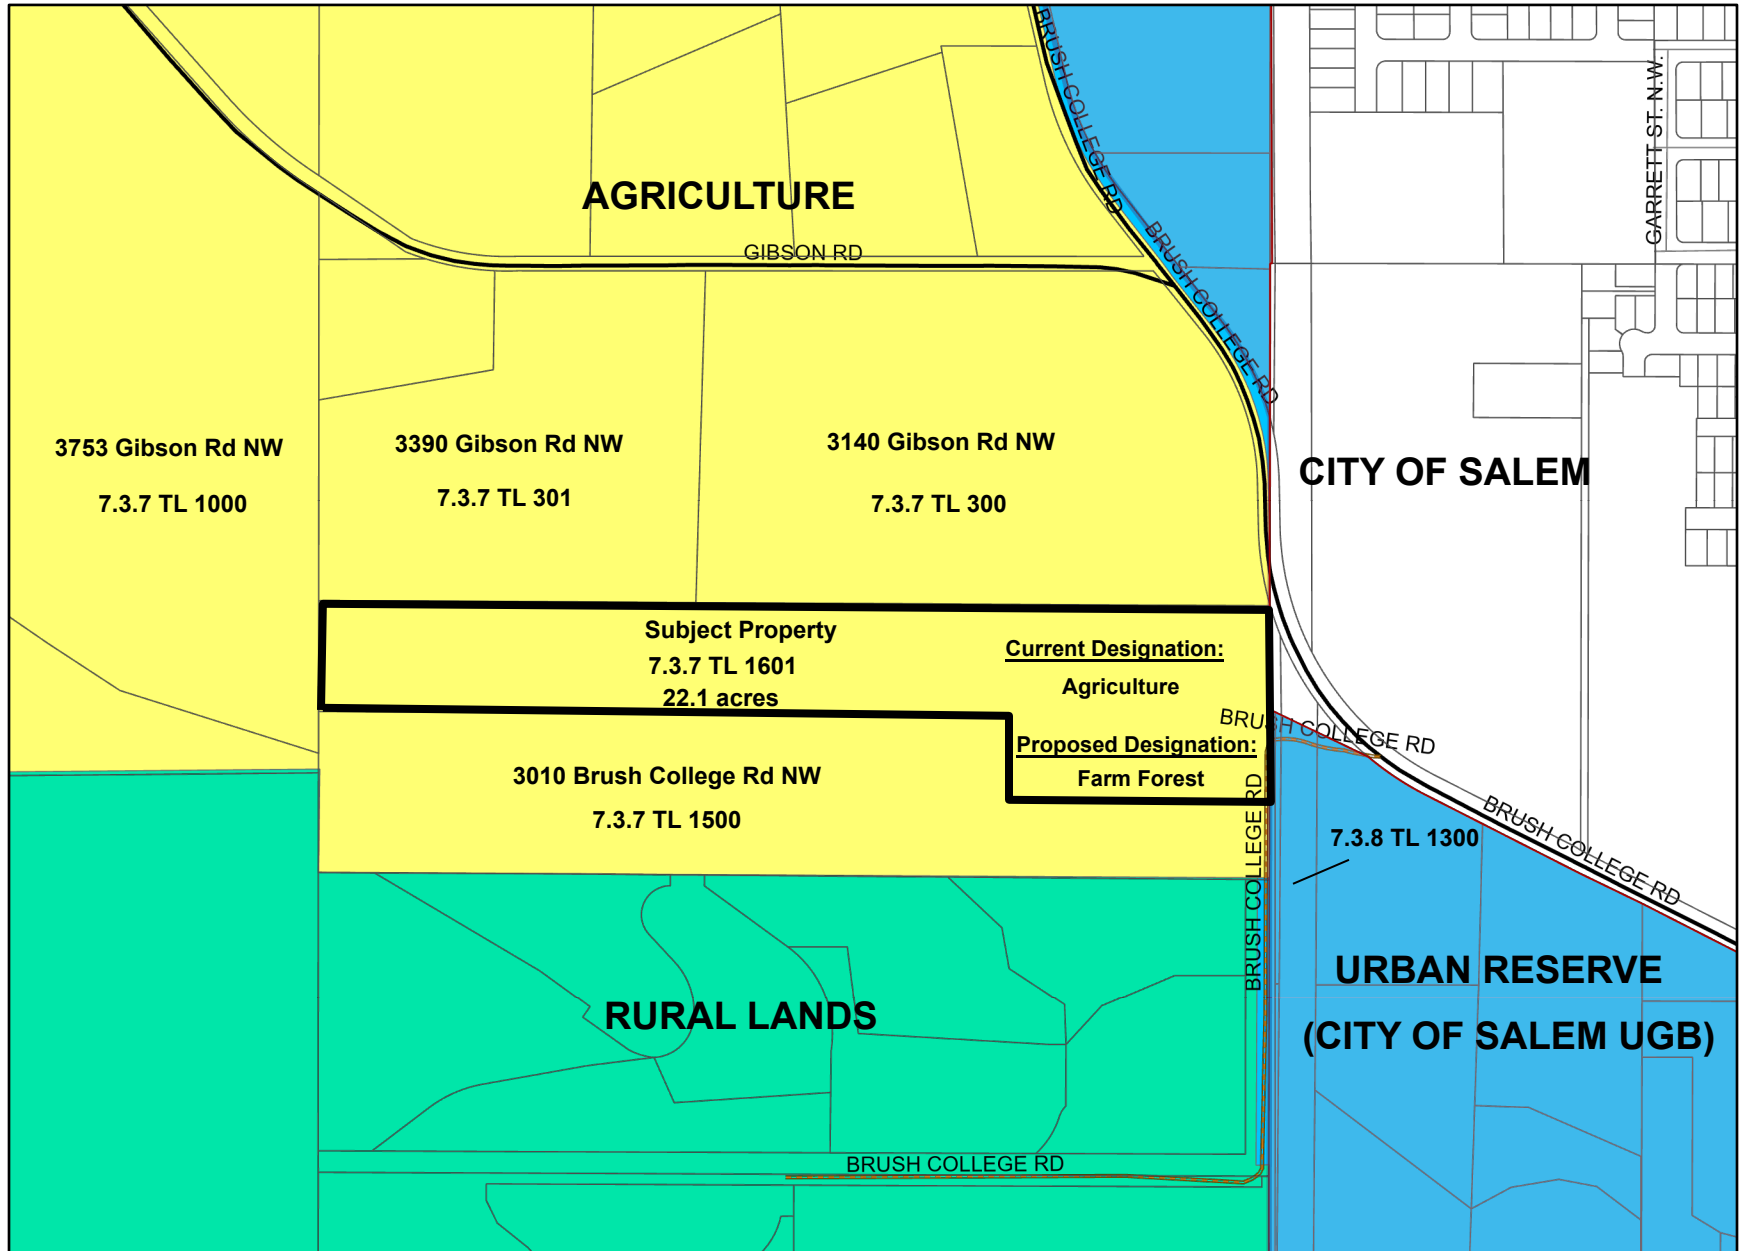 BRUSH COLLEGE RD
GARRETT ST. N.W.
AGRICULTURE
GIBSON RD
BRUSH COLLEGE RD
3753 Gibson Rd NW
7.3.7 TL 1000
3390 Gibson Rd NW
7.3.7 TL 301
3140 Gibson Rd NW
7.3.7 TL 300
CITY OF SALEM
Subject Property
7.3.7 TL 1601
22.1 acres
Current Designation:
Agriculture
Proposed Designation:
Farm Forest
BRUSH COLLEGE RD
3010 Brush College Rd NW
7.3.7 TL 1500
BRUSH COLLEGE RD
7.3.8 TL 1300
BRUSH COLLEGE RD
RURAL LANDS
URBAN RESERVE
(CITY OF SALEM UGB)
BRUSH COLLEGE RD